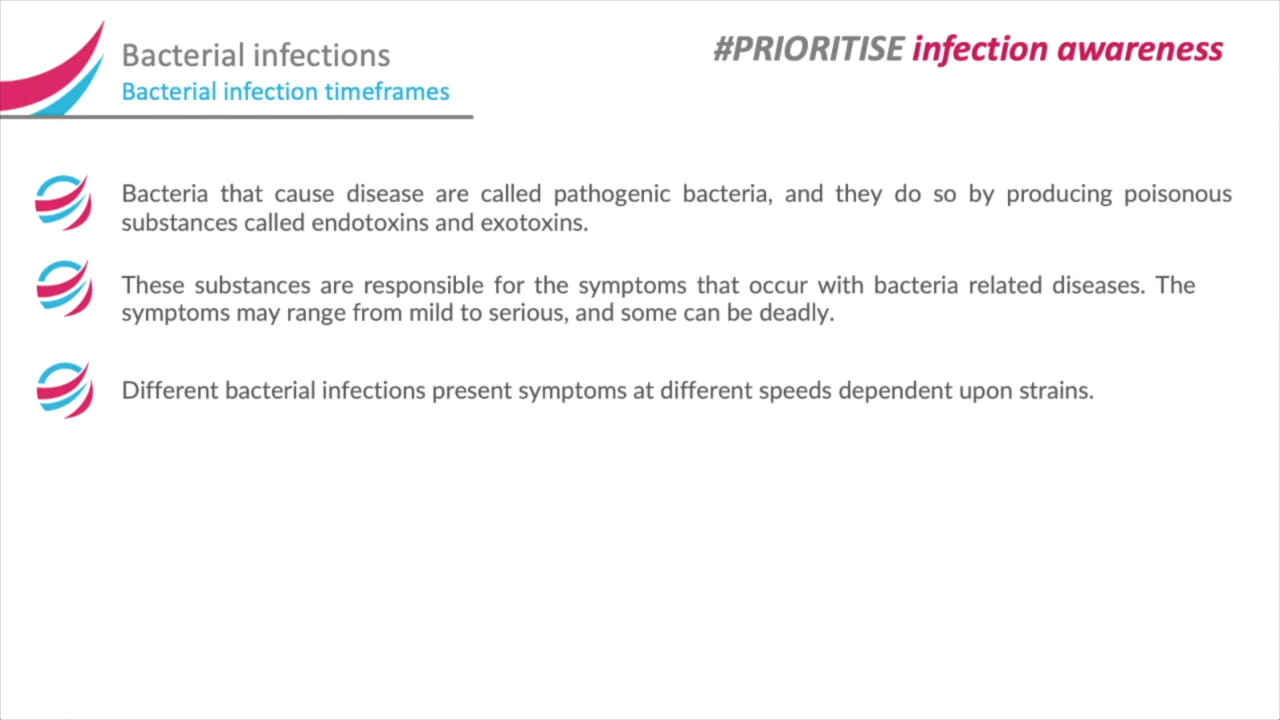 Bacterial infections
#PRIORITISE infection awareness
Bacterial infection timeframes
Bacteria that cause disease are called pathogenic bacteria, and they do so by producing poisonous
substances called endotoxins and exotoxins.
These substances are responsible for the symptoms that occur with bacteria related diseases. The
symptoms may range from mild to serious, and some can be deadly.
Different bacterial infections present symptoms at different speeds dependent upon strains.